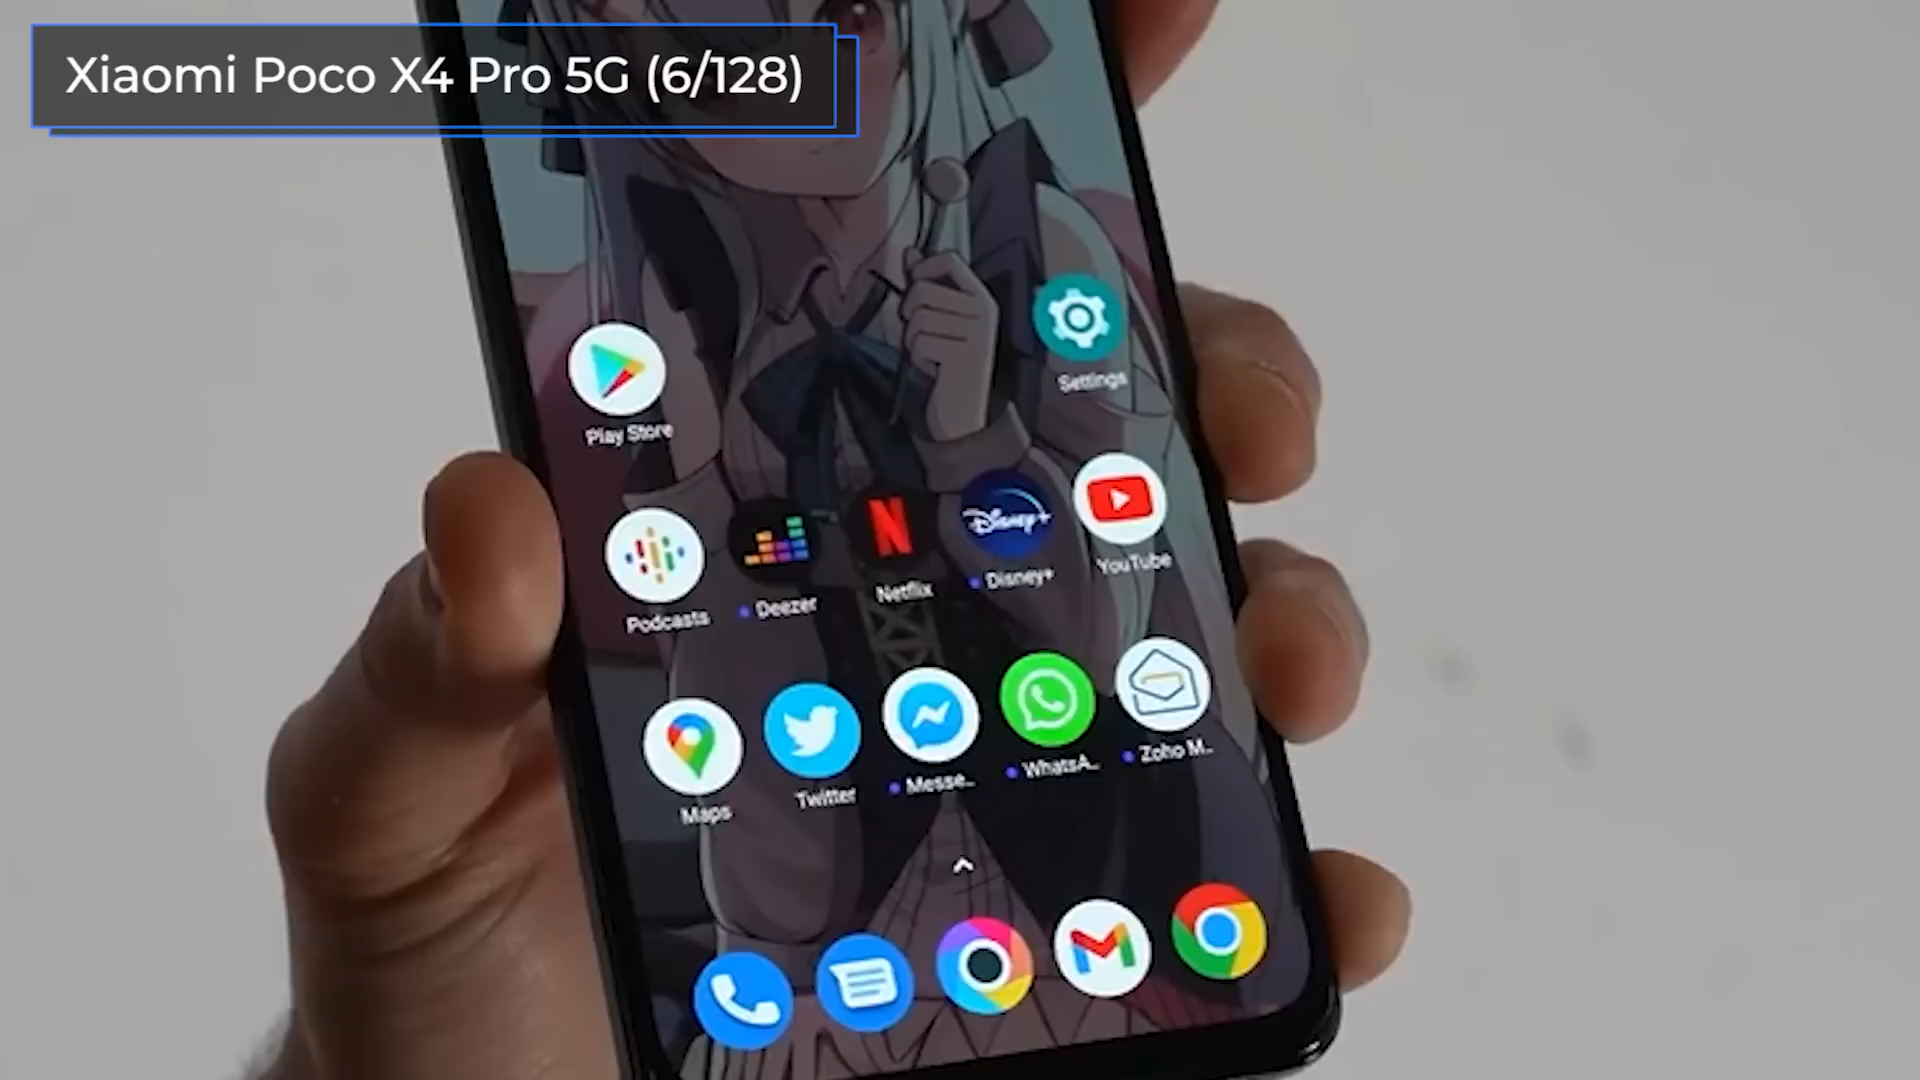 Xiaomi Poco X4 Pro 5G (6/128)
Settings
Play Store
Disney+
Podcasts
Deezer
Netflix
Disney+
YouTube
Maps
Twitter
Messe...
WhatsA...
Zoho M...